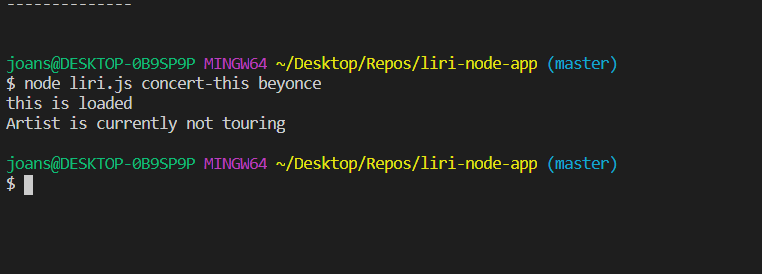 --------------
joans@DESKTOP-0B9SP9P MINGW64 ~/Desktop/Repos/liri-node-app (master)
$ node liri.js concert-this beyonce
this is loaded
Artist is currently not touring
joans@DESKTOP-0B9SP9P MINGW64 ~/Desktop/Repos/liri-node-app (master)
$